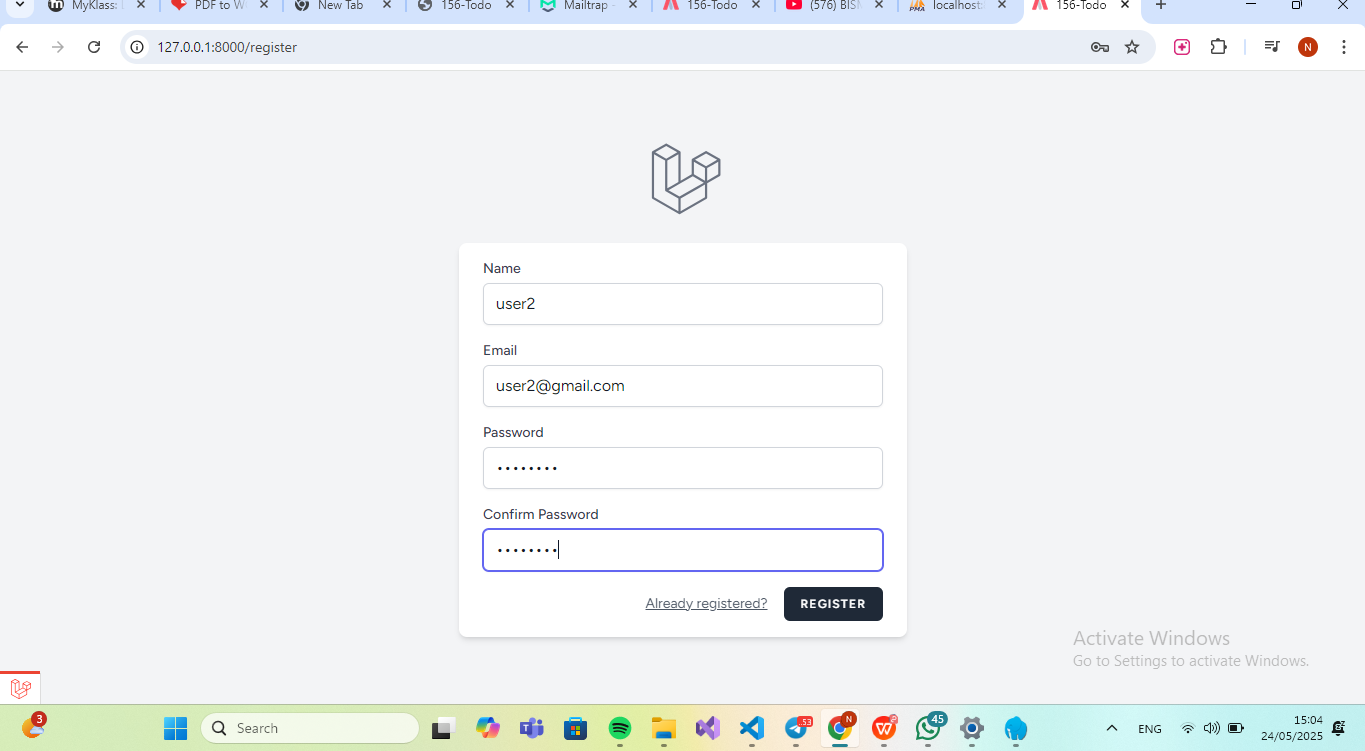 MyKlass:
PDF to W
New Tab
156-Todo
Mailtrap -
156-Todo
(576) BISM
localhost
156-Todo
127.0.0.1:8000/register
N
Name
user2
Email
user2@gmail.com
Password
••••••••
Confirm Password
••••••••
Already registered?
REGISTER
Activate Windows
Go to Settings to activate Windows.
3
Search
53
N
45
ENG
15:04
24/05/2025